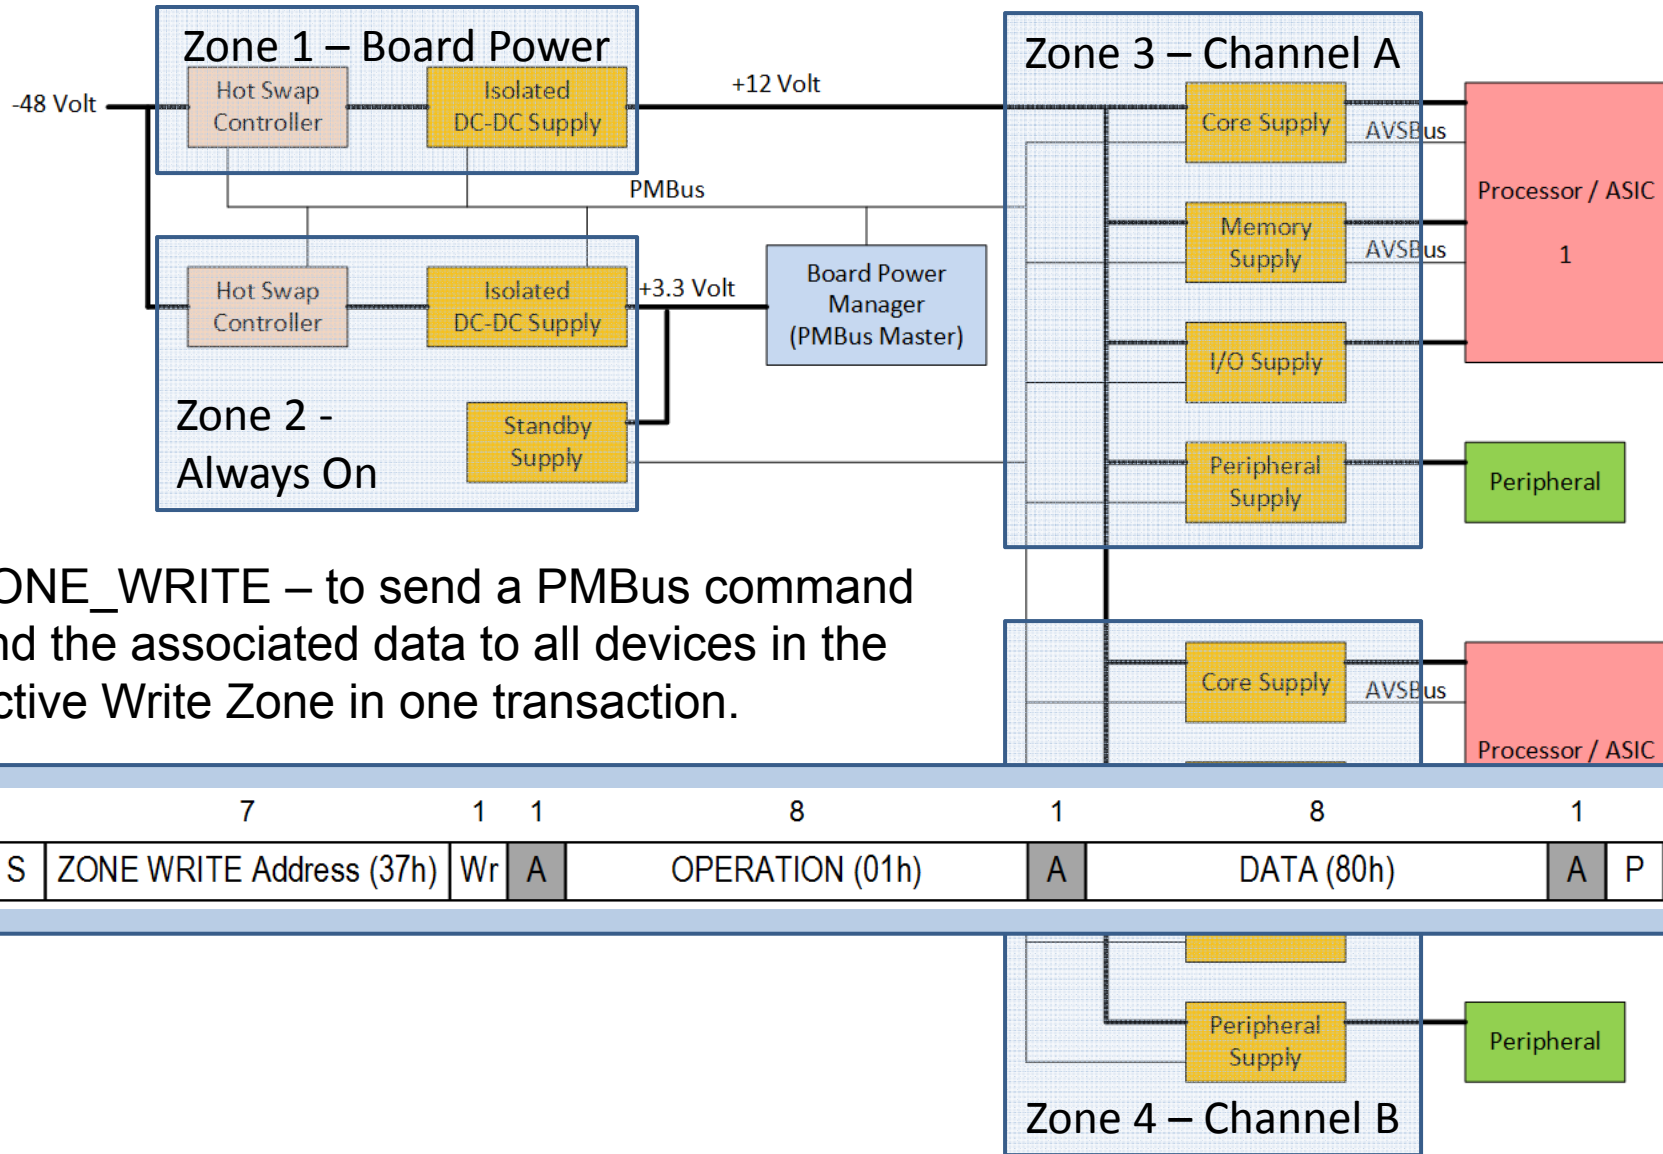 Zone 1 – Board Power
Hot Swap
Controller
Isolated
DC-DC Supply
-48 Volt
+12 Volt
PMBus
Zone 2 -
Always On
Hot Swap
Controller
Isolated
DC-DC Supply
+3.3 Volt
Standby
Supply
Board Power
Manager
(PMBus Master)
Zone 3 – Channel A
Core Supply
AVSBus
Memory
Supply
AVSBus
I/O Supply
Peripheral
Supply
Processor / ASIC
1
Peripheral
ONE_WRITE – to send a PMBus command
nd the associated data to all devices in the
ctive Write Zone in one transaction.
Core Supply
AVSBus
Processor / ASIC
7 1 1 8 1 8 1
S ZONE WRITE Address (37h) Wr A OPERATION (01h) A DATA (80h) A P
Peripheral
Supply
Peripheral
Zone 4 – Channel B